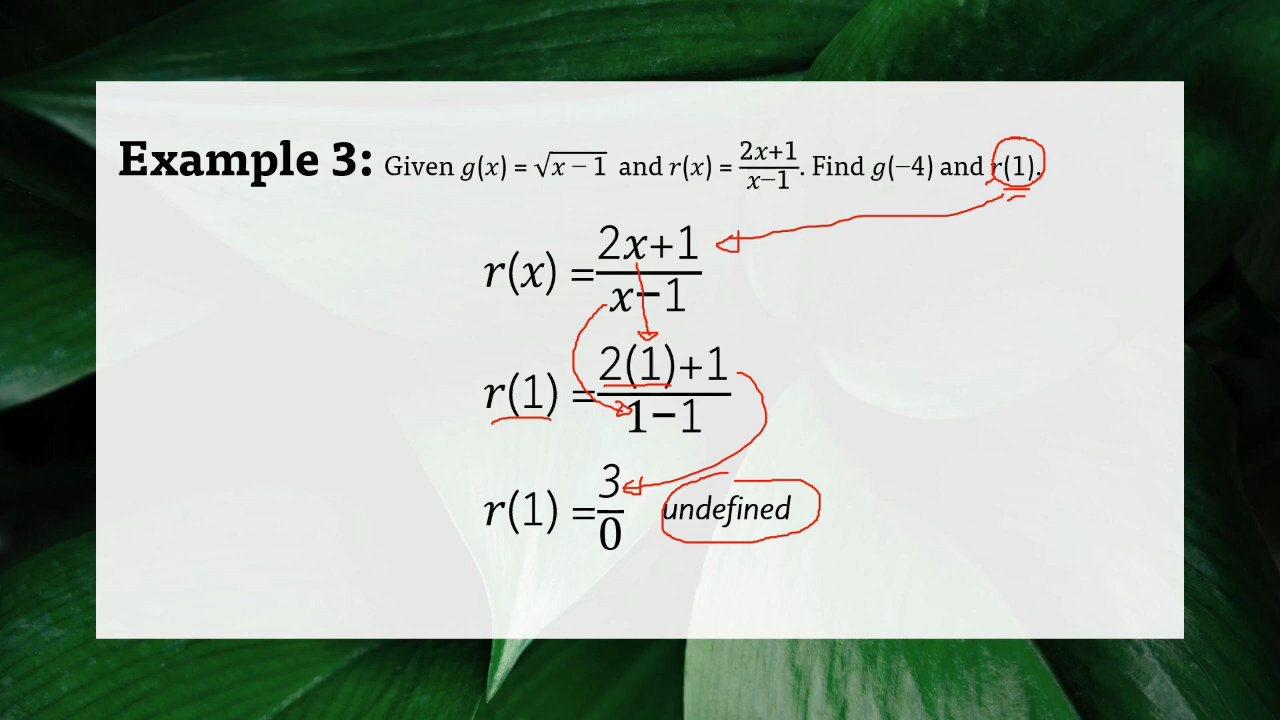 Example 3: Given g(x) = √x − 1 and r(x) = 2x+1/x−1. Find g(−4) and r(1).
r(x) = 2x+1/x−1
r(1) = 2(1)+1/1−1
r(1) = 3/0 undefined